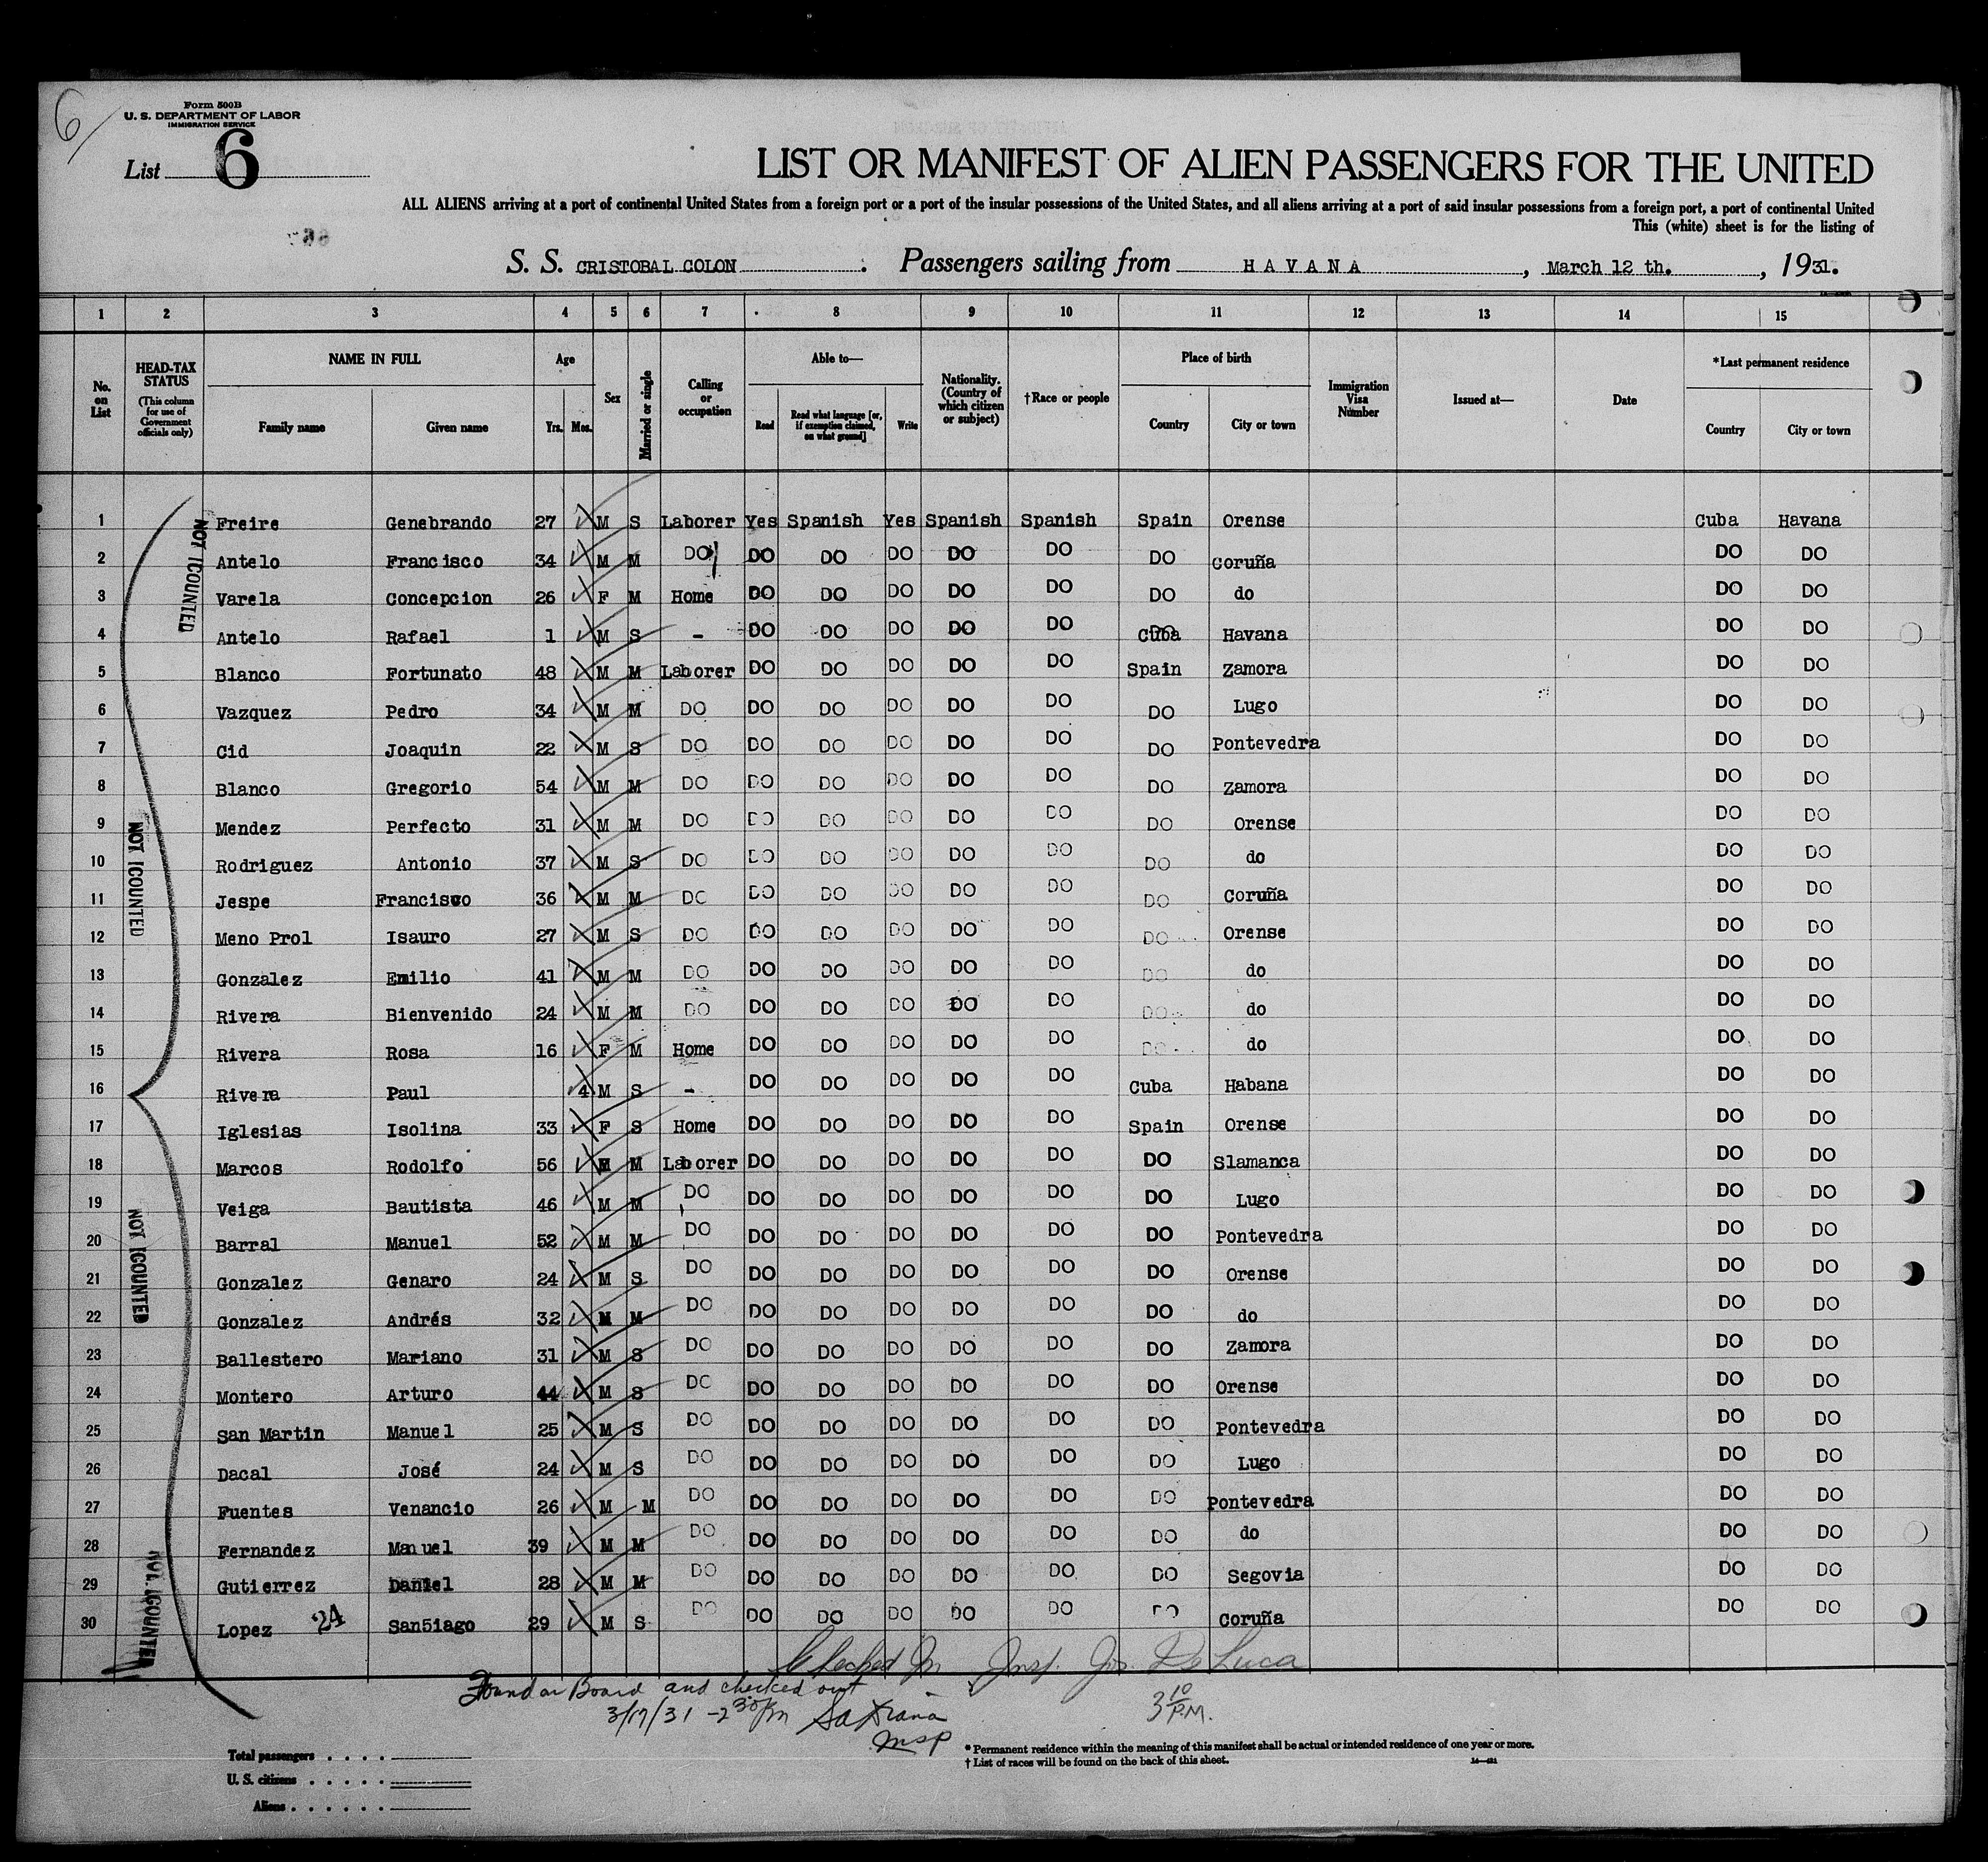 6/
Form 500B
U. S. DEPARTMENT OF LABOR
IMMIGRATION SERVICE
List 6
LIST OR MANIFEST OF ALIEN PASSENGERS FOR THE UNITED
ALL ALIENS arriving at a port of continental United States from a foreign port or a port of the insular possessions of the United States, and all aliens arriving at a port of said insular possessions from a foreign port, a port of continental United
This (white) sheet is for the listing of
S. S. CRISTOBAL COLON . Passengers sailing from HAVANA , March 12 th. , 1931.
1 2 3 4 5 6 7 8 9 10 11 12 13 14 15
No. on List
HEAD-TAX STATUS (This column for use of Government officials only)
NAME IN FULL Family name Given name
Age Yrs. Mos.
Sex
Married or single
Calling or occupation
Able to— Read Read what language [or, if exemption claimed, on what ground] Write
Nationality. (Country of which citizen or subject)
†Race or people
Place of birth Country City or town
Immigration Visa Number
Issued at—
Date
*Last permanent residence Country City or town
1 Freire Genebrando 27 M S Laborer Yes Spanish Yes Spanish Spanish Spain Orense Cuba Havana
2 Antelo Francisco 34 M M DO DO DO DO DO DO DO Coruña DO DO
3 Varela Concepcion 26 F M Home DO DO DO DO DO DO do DO DO
4 Antelo Rafael 1 M S - DO DO DO DO DO Cuba Havana DO DO
5 Blanco Fortunato 48 M M Laborer DO DO DO DO DO Spain Zamora DO DO
6 Vazquez Pedro 34 M M DO DO DO DO DO DO DO Lugo DO DO
7 Cid Joaquin 22 M S DO DO DO DO DO DO DO Pontevedra DO DO
8 Blanco Gregorio 54 M M DO DO DO DO DO DO DO Zamora DO DO
9 Mendez Perfecto 31 M M DO DO DO DO DO DO DO Orense DO DO
10 Rodriguez Antonio 37 M S DO DO DO DO DO DO DO do DO DO
11 Jespe Francisco 36 M M DO DO DO DO DO DO DO Coruña DO DO
12 Meno Prol Isauro 27 M S DO DO DO DO DO DO DO Orense DO DO
13 Gonzalez Emilio 41 M M DO DO DO DO DO DO DO do DO DO
14 Rivera Bienvenido 24 M M DO DO DO DO DO DO DO do DO DO
15 Rivera Rosa 16 F M Home DO DO DO DO DO DO do DO DO
16 Rivera Paul 4 M S - DO DO DO DO DO Cuba Habana DO DO
17 Iglesias Isolina 33 F S Home DO DO DO DO DO Spain Orense DO DO
18 Marcos Rodolfo 56 M M Laborer DO DO DO DO DO DO Slamanca DO DO
19 Veiga Bautista 46 M M DO DO DO DO DO DO DO Lugo DO DO
20 Barral Manuel 52 M M DO DO DO DO DO DO DO Pontevedra DO DO
21 Gonzalez Genaro 24 M S DO DO DO DO DO DO DO Orense DO DO
22 Gonzalez Andrés 32 M M DO DO DO DO DO DO DO do DO DO
23 Ballestero Mariano 31 M S DO DO DO DO DO DO DO Zamora DO DO
24 Montero Arturo 44 M S DO DO DO DO DO DO DO Orense DO DO
25 San Martin Manuel 25 M S DO DO DO DO DO DO DO Pontevedra DO DO
26 Dacal José 24 M S DO DO DO DO DO DO DO Lugo DO DO
27 Fuentes Venancio 26 M M DO DO DO DO DO DO DO Pontevedra DO DO
28 Fernandez Manuel 39 M M DO DO DO DO DO DO DO do DO DO
29 Gutierrez Daniel 28 M M DO DO DO DO DO DO DO Segovia DO DO
30 Lopez 24 San5iago 29 M S DO DO DO DO DO DO DO Coruña DO DO
NOT COUNTED
NOT COUNTED
NOT COUNTED
NOT COUNTED
Checked In Insp. Jos. De Luca
3 10 P.M.
Found on Board and checked out
3/17/31 - 2 30 Pm
Insp
Total passengers . . . .
U. S. citizens . . . . .
Aliens . . . . . .
* Permanent residence within the meaning of this manifest shall be actual or intended residence of one year or more.
† List of races will be found on the back of this sheet.